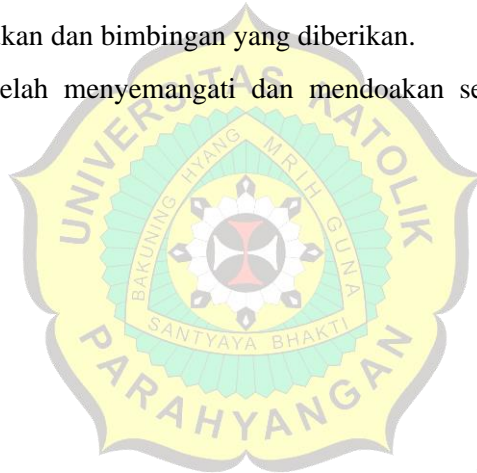 kan dan bimbingan yang diberikan.
elah menyemangati dan mendoakan se
UNIVERSITAS KATOLIK
PARAHYANGAN
BAKUNING HYANG MRIH GUNA
SANTYAYA BHAKTI